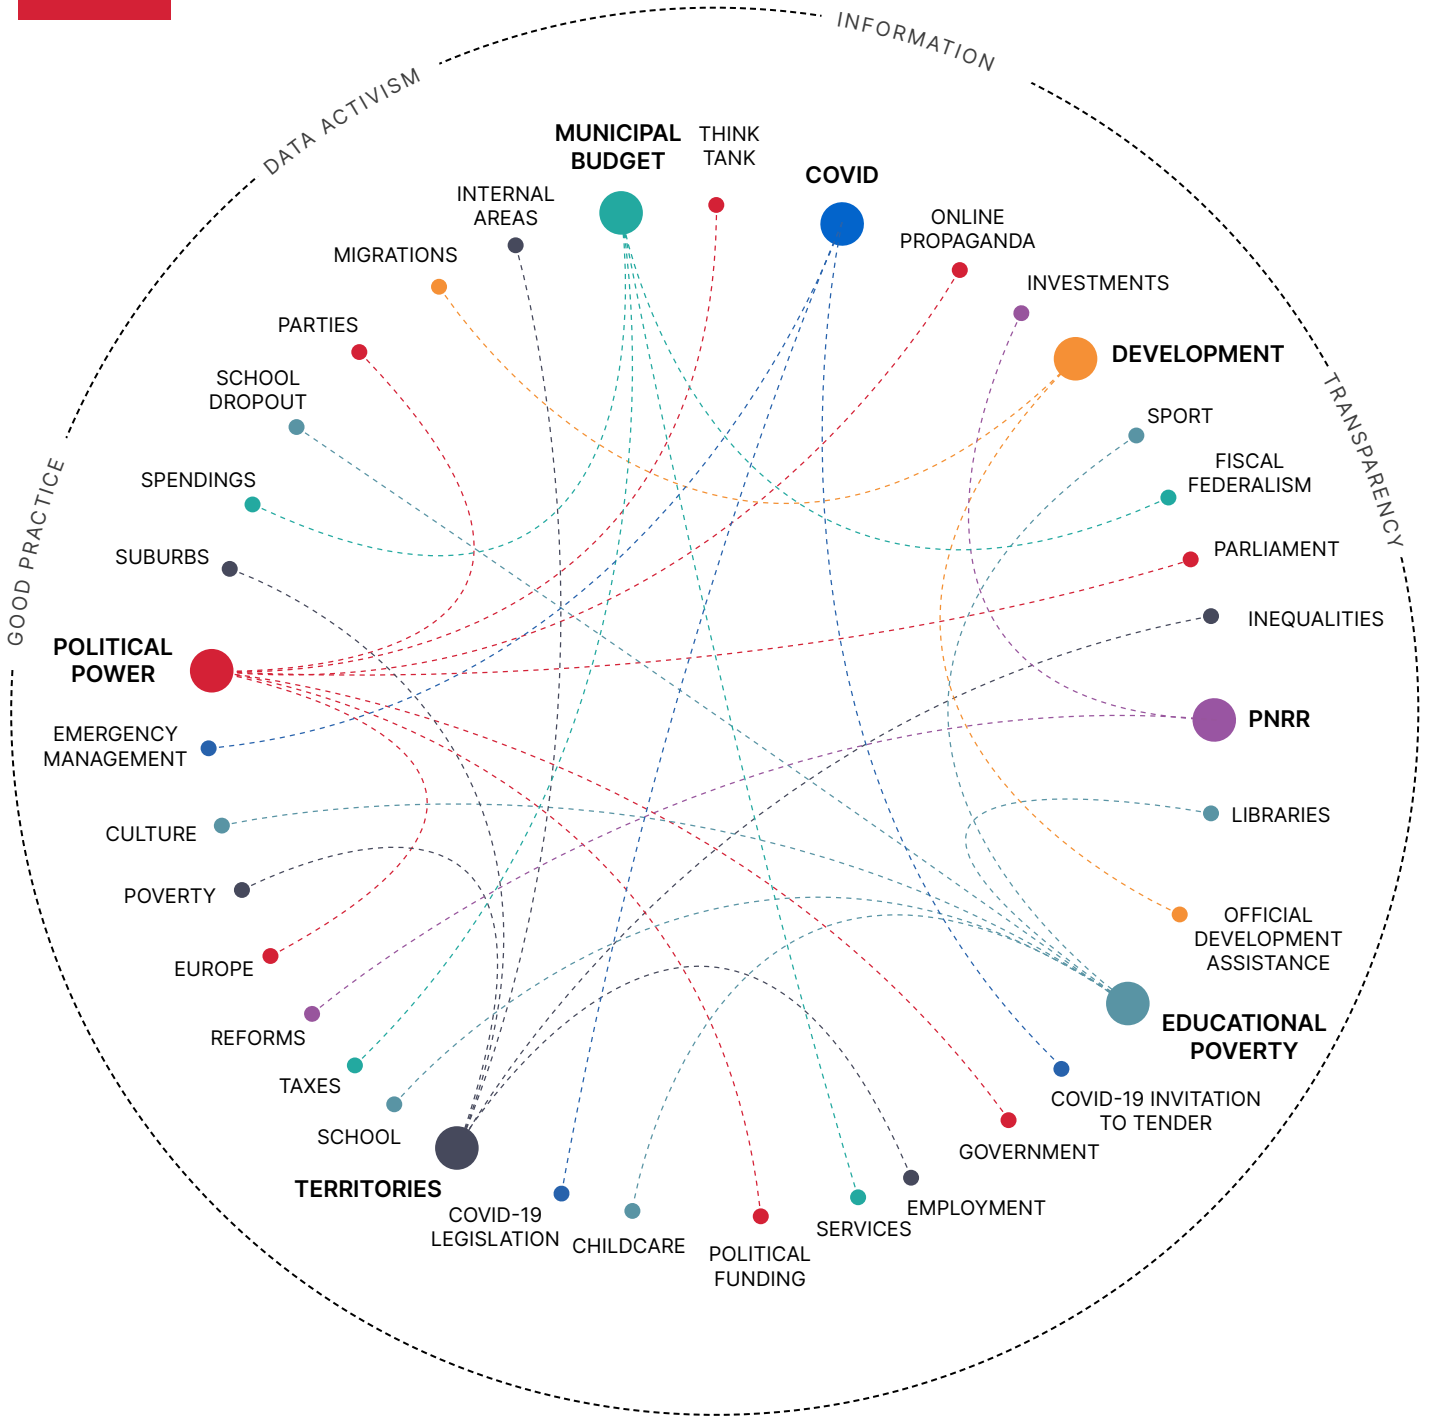 INFORMATION
DATA ACTIVISM
MUNICIPAL
BUDGET
THINK
TANK
COVID
INTERNAL
AREAS
ONLINE
PROPAGANDA
MIGRATIONS
INVESTMENTS
PARTIES
DEVELOPMENT
TRANSPARENCY
SCHOOL
DROPOUT
SPORT
GOOD PRACTICE
SPENDINGS
FISCAL
FEDERALISM
SUBURBS
PARLIAMENT
INEQUALITIES
POLITICAL
POWER
PNRR
EMERGENCY
MANAGEMENT
LIBRARIES
CULTURE
POVERTY
OFFICIAL
DEVELOPMENT
ASSISTANCE
EUROPE
REFORMS
EDUCATIONAL
POVERTY
TAXES
COVID-19 INVITATION
TO TENDER
SCHOOL
GOVERNMENT
TERRITORIES
EMPLOYMENT
COVID-19
LEGISLATION
CHILDCARE
POLITICAL
FUNDING
SERVICES